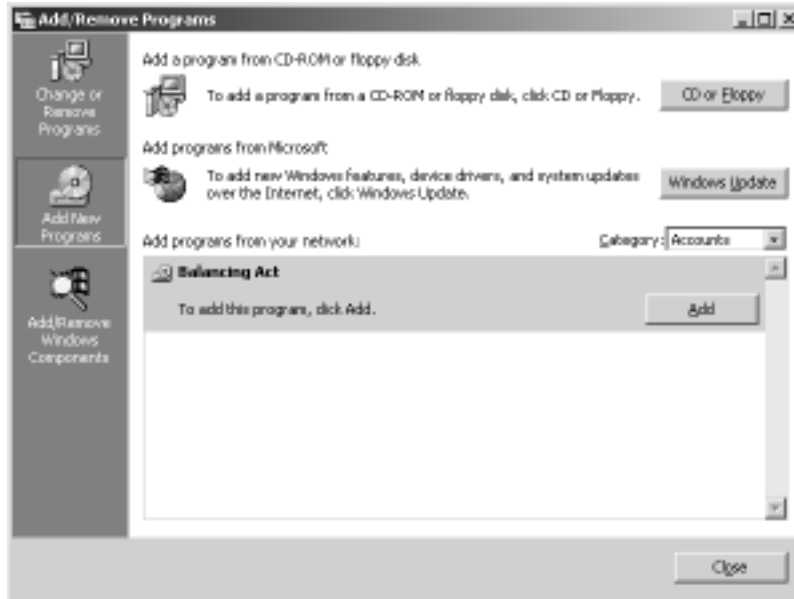 Add/Remove Programs
Change or
Remove
Programs
Add New
Programs
Add/Remove
Windows
Components
Add a program from CD-ROM or floppy disk
To add a program from a CD-ROM or floppy disk, click CD or Floppy.
CD or Floppy
Add programs from Microsoft
To add new Windows features, device drivers, and system updates
over the Internet, click Windows Update.
Windows Update
Add programs from your network:
Category: Accounts
Balancing Act
To add this program, click Add.
Add
Close